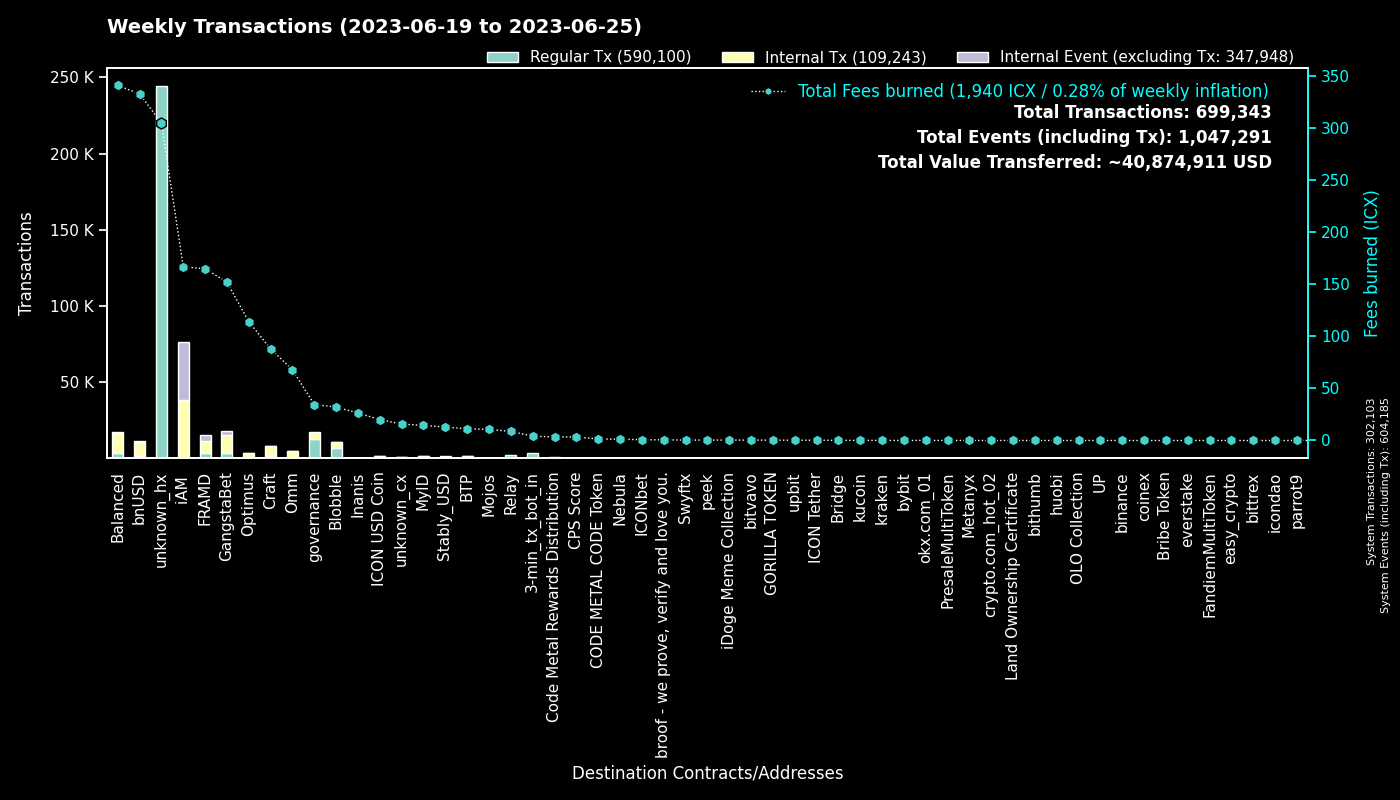 Weekly Transactions (2023-06-19 to 2023-06-25)
Regular Tx (590,100)
Internal Tx (109,243)
Internal Event (excluding Tx: 347,948)
Total Fees burned (1,940 ICX / 0.28% of weekly inflation)
Total Transactions: 699,343
Total Events (including Tx): 1,047,291
Total Value Transferred: ~40,874,911 USD
Transactions
250 K
200 K
150 K
100 K
50 K
350
300
250
200
150
100
50
0
Fees burned (ICX)
System Transactions: 302,103
System Events (including Tx): 604,185
Balanced
bnUSD
unknown_hx
iAM
FRAMD
GangstaBet
Optimus
Craft
Omm
governance
Blobble
Inanis
ICON USD Coin
unknown_cx
MyID
Stably_USD
BTP
Mojos
Relay
3-min_tx_bot_in
Code Metal Rewards Distribution
CPS Score
CODE METAL CODE Token
Nebula
ICONbet
broof - we prove, verify and love you.
Swyftx
peek
iDoge Meme Collection
bitvavo
GORILLA TOKEN
upbit
ICON Tether
Bridge
kucoin
kraken
bybit
okx.com_01
PresaleMultiToken
Metanyx
crypto.com_hot_02
Land Ownership Certificate
bithumb
huobi
OLO Collection
UP
binance
coinex
Bribe Token
everstake
FandiemMultiToken
easy_crypto
bittrex
icondao
parrot9
Destination Contracts/Addresses